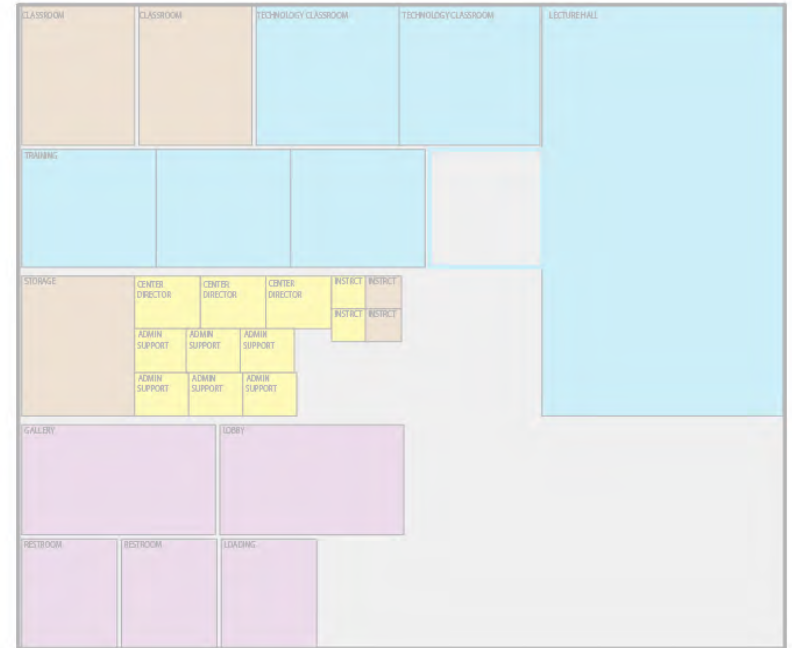 CLASSROOM
CLASSROOM
TECHNOLOGY CLASSROOM
TECHNOLOGY CLASSROOM
LECTURE HALL
TRAINING
STORAGE
CENTER
DIRECTOR
CENTER
DIRECTOR
CENTER
DIRECTOR
INSTRCT
INSTRCT
INSTRCT
INSTRCT
ADMIN
SUPPORT
ADMIN
SUPPORT
ADMIN
SUPPORT
ADMIN
SUPPORT
ADMIN
SUPPORT
ADMIN
SUPPORT
GALLERY
LOBBY
RESTROOM
RESTROOM
LOADING